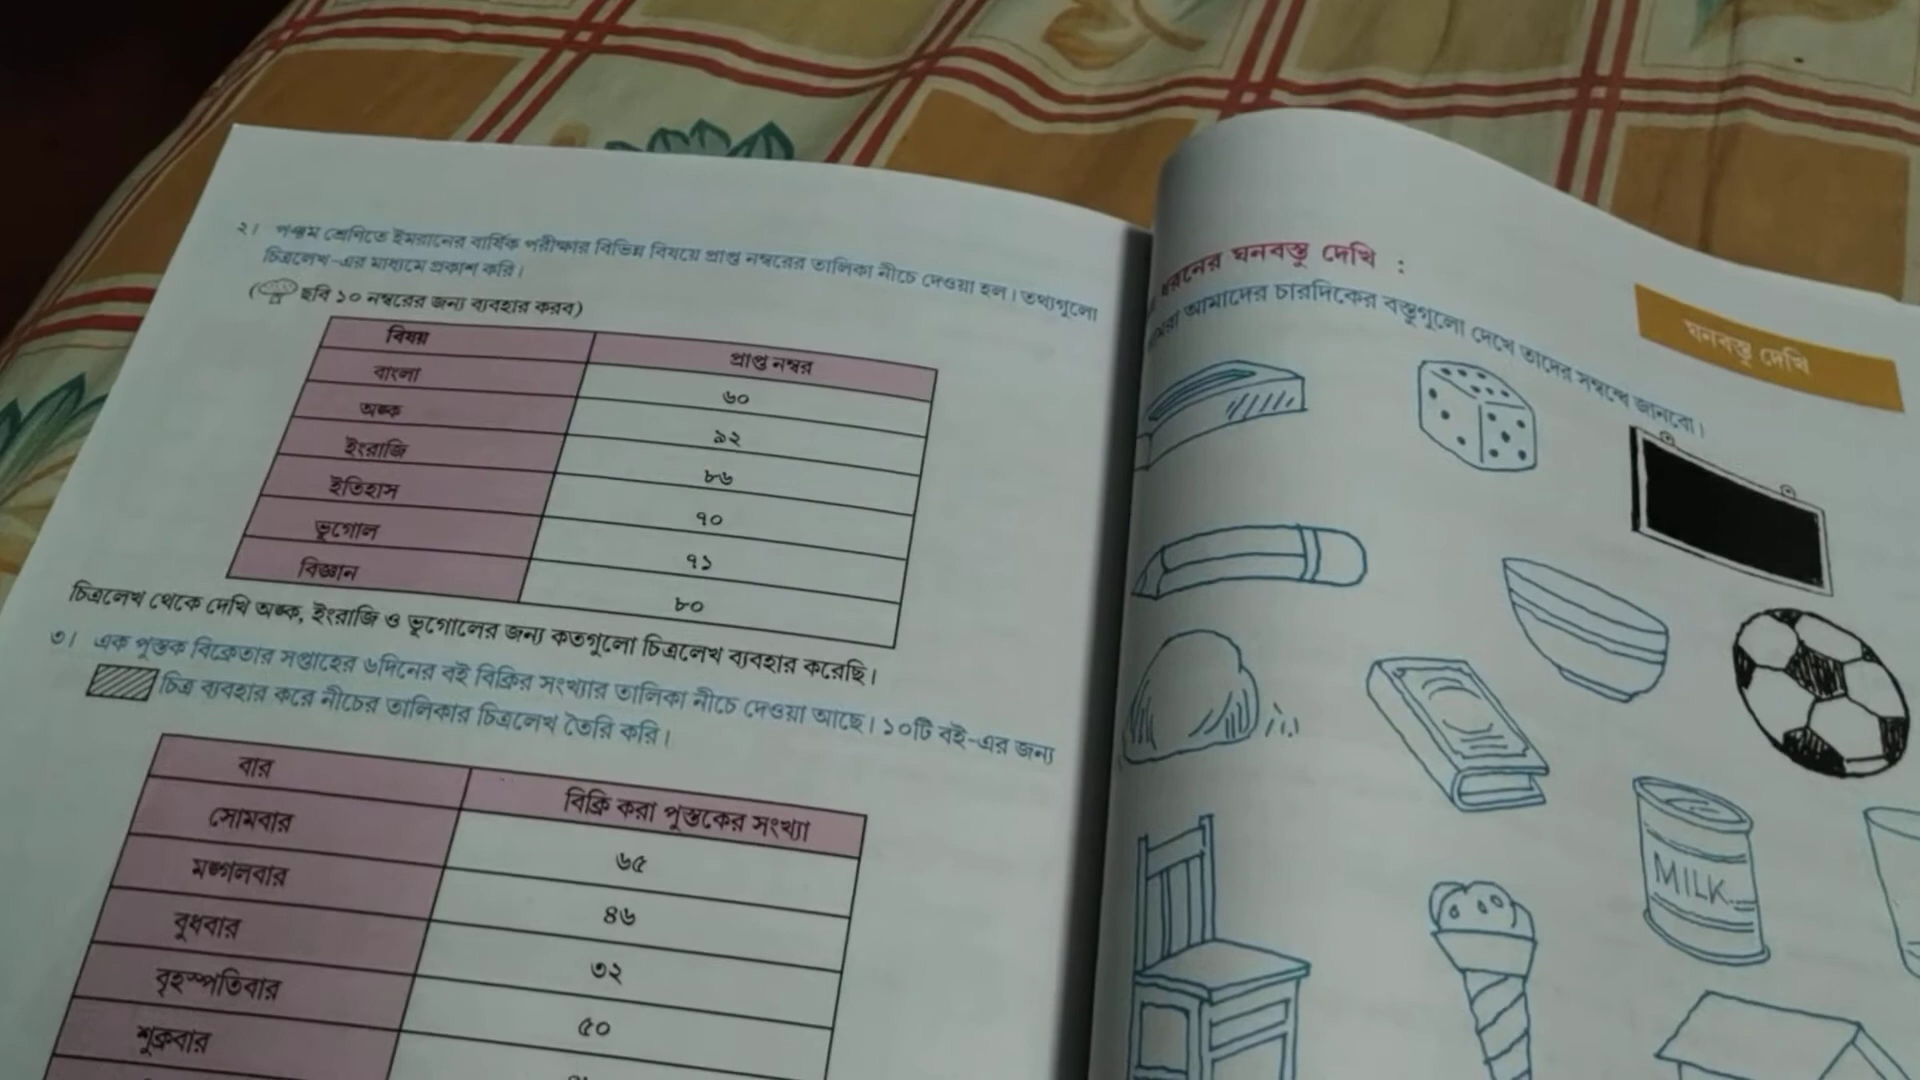 ২। পঞ্চম শ্রেণিতে ইমরানের বার্ষিক পরীক্ষার বিভিন্ন বিষয়ে প্রাপ্ত নম্বরের তালিকা নীচে দেওয়া হল। তথ্যগুলো
চিত্রলেখ-এর মাধ্যমে প্রকাশ করি।
( ছবি ১০ নম্বরের জন্য ব্যবহার করব)
বিষয় প্রাপ্ত নম্বর
বাংলা ৬০
অঙ্ক ৯২
ইংরাজি ৮৬
ইতিহাস ৭০
ভূগোল ৭১
বিজ্ঞান ৮০
চিত্রলেখ থেকে দেখি অঙ্ক, ইংরাজি ও ভূগোলের জন্য কতগুলো চিত্রলেখ ব্যবহার করেছি।
৩। এক পুস্তক বিক্রেতার সপ্তাহের ৬দিনের বই বিক্রির সংখ্যার তালিকা নীচে দেওয়া আছে। ১০টি বই-এর জন্য
চিত্র ব্যবহার করে নীচের তালিকার চিত্রলেখ তৈরি করি।
বার বিক্রি করা পুস্তকের সংখ্যা
সোমবার ৬৫
মঙ্গলবার ৪৬
বুধবার ৩২
বৃহস্পতিবার ৫০
শুক্রবার
ঘনবস্তু দেখি
ধরনের ঘনবস্তু দেখি :
আমাদের চারদিকের বস্তুগুলো দেখে তাদের সম্বন্ধে জানবো।
MILK